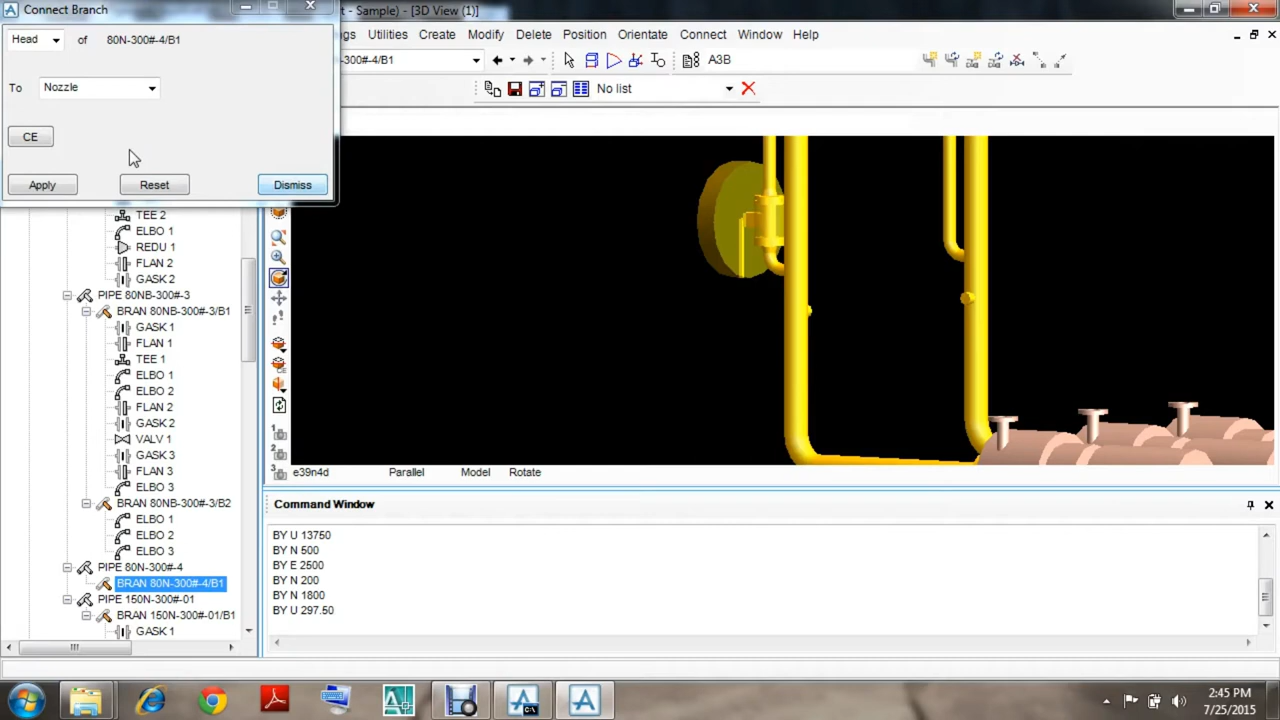 Connect Branch
t - Sample) - [3D View (1)]
Head
of
80N-300#-4/B1
gs
Utilities
Create
Modify
Delete
Position
Orientate
Connect
Window
Help
-300#-4/B1
A3B
To
Nozzle
No list
CE
Apply
Reset
Dismiss
TEE 2
ELBO 1
REDU 1
FLAN 2
GASK 2
PIPE 80NB-300#-3
BRAN 80NB-300#-3/B1
GASK 1
FLAN 1
TEE 1
ELBO 1
ELBO 2
FLAN 2
GASK 2
VALV 1
GASK 3
FLAN 3
ELBO 3
BRAN 80NB-300#-3/B2
ELBO 1
ELBO 2
ELBO 3
PIPE 80N-300#-4
BRAN 80N-300#-4/B1
PIPE 150N-300#-01
BRAN 150N-300#-01/B1
GASK 1
CE
1
2
3
e39n4d
Parallel
Model
Rotate
Command Window
BY U 13750
BY N 500
BY E 2500
BY N 200
BY N 1800
BY U 297.50
2:45 PM
7/25/2015